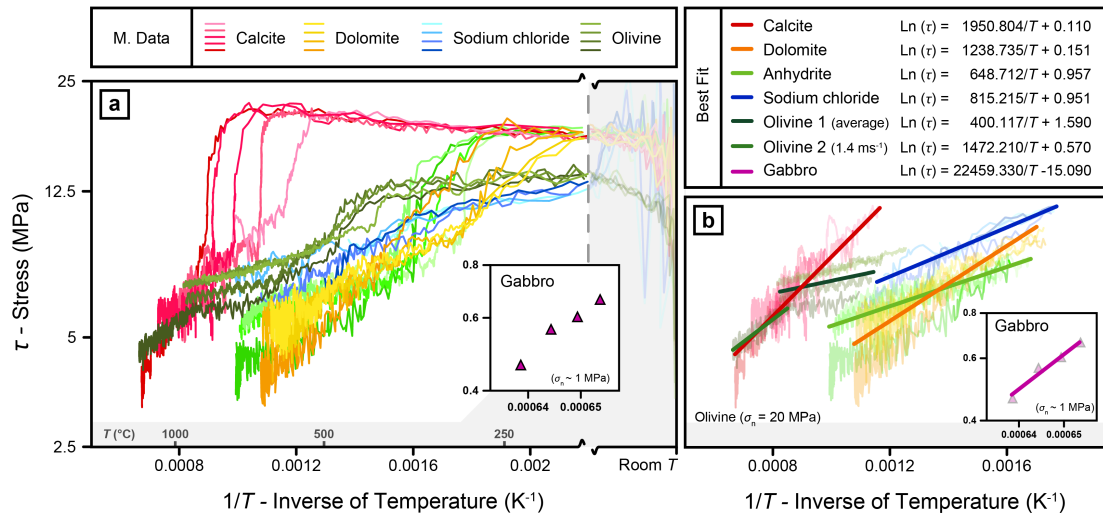 M. Data
Calcite
Dolomite
Sodium chloride
Olivine
a
25
12.5
5
2.5
τ - Stress (MPa)
Gabbro
0.8
0.6
0.4
(σn ~ 1 MPa)
0.00064 0.00065
T (°C) 1000 500 250
Room T
0.0008 0.0012 0.0016 0.002
1/T - Inverse of Temperature (K-1)
Best Fit
Calcite Ln (τ) = 1950.804/T + 0.110
Dolomite Ln (τ) = 1238.735/T + 0.151
Anhydrite Ln (τ) = 648.712/T + 0.957
Sodium chloride Ln (τ) = 815.215/T + 0.951
Olivine 1 (average) Ln (τ) = 400.117/T + 1.590
Olivine 2 (1.4 ms-1) Ln (τ) = 1472.210/T + 0.570
Gabbro Ln (τ) = 22459.330/T -15.090
b
Gabbro
0.8
0.6
0.4
(σn ~ 1 MPa)
0.00064 0.00065
Olivine (σn = 20 MPa)
0.0008 0.0012 0.0016
1/T - Inverse of Temperature (K-1)